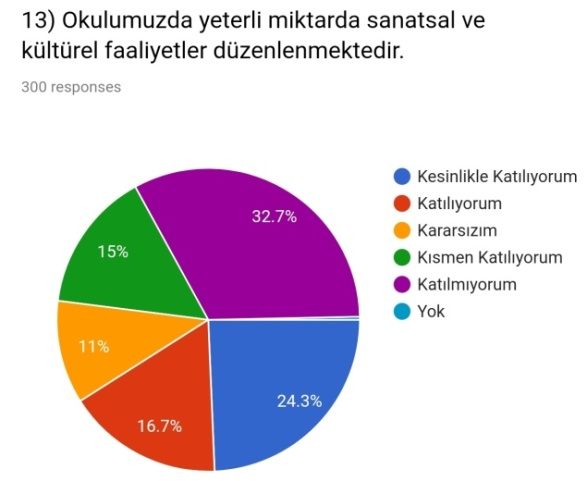 13) Okulumuzda yeterli miktarda sanatsal ve
kültürel faaliyetler düzenlenmektedir.
300 responses
Kesinlikle Katılıyorum
Katılıyorum
Kararsızım
Kısmen Katılıyorum
Katılmıyorum
Yok
32.7%
15%
11%
16.7%
24.3%